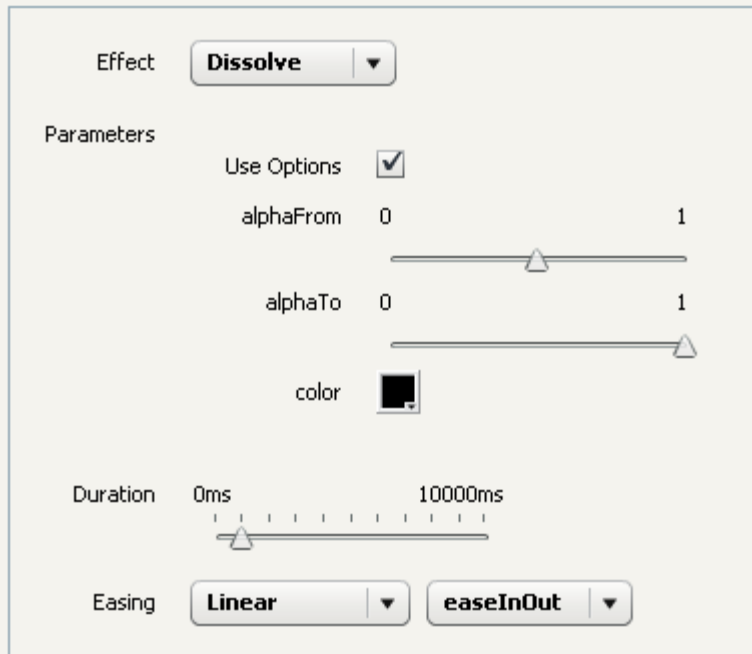 Effect Dissolve
Parameters
Use Options
alphaFrom 0 1
alphaTo 0 1
color
Duration 0ms 10000ms
Easing Linear easeInOut